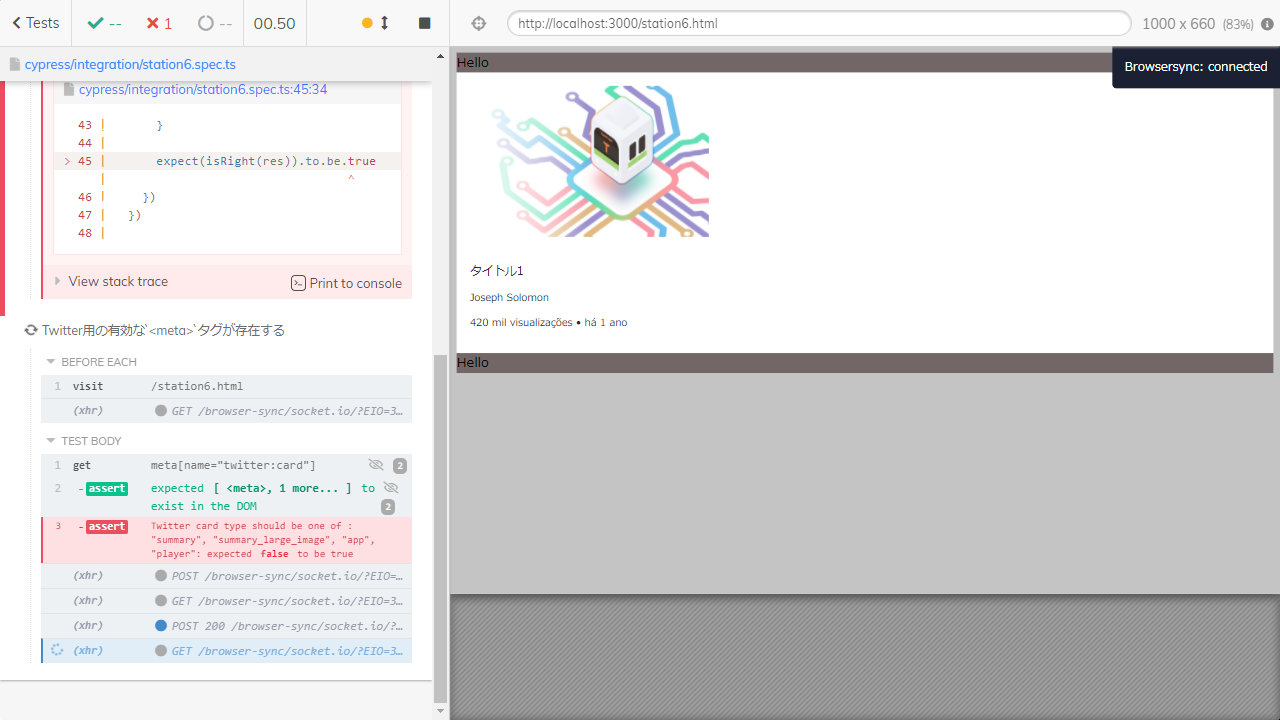 Tests
--
1
--
00.50
http://localhost:3000/station6.html
1000 x 660 (83%)
cypress/integration/station6.spec.ts
cypress/integration/station6.spec.ts:45:34
43 | }
44 |
> 45 | expect(isRight(res)).to.be.true
| ^
46 | })
47 | })
48 |
View stack trace
Print to console
Twitter用の有効な`<meta>`タグが存在する
BEFORE EACH
1 visit /station6.html
(xhr) GET /browser-sync/socket.io/?EIO=3…
TEST BODY
1 get meta[name="twitter:card"] 2
2 -assert expected [ <meta>, 1 more... ] to
exist in the DOM 2
3 -assert Twitter card type should be one of :
"summary", "summary_large_image", "app",
"player": expected false to be true
(xhr) POST /browser-sync/socket.io/?EIO=…
(xhr) GET /browser-sync/socket.io/?EIO=3…
(xhr) POST 200 /browser-sync/socket.io/?…
(xhr) GET /browser-sync/socket.io/?EIO=3…
Hello
Browsersync: connected
T
タイトル1
Joseph Solomon
420 mil visualizações • há 1 ano
Hello